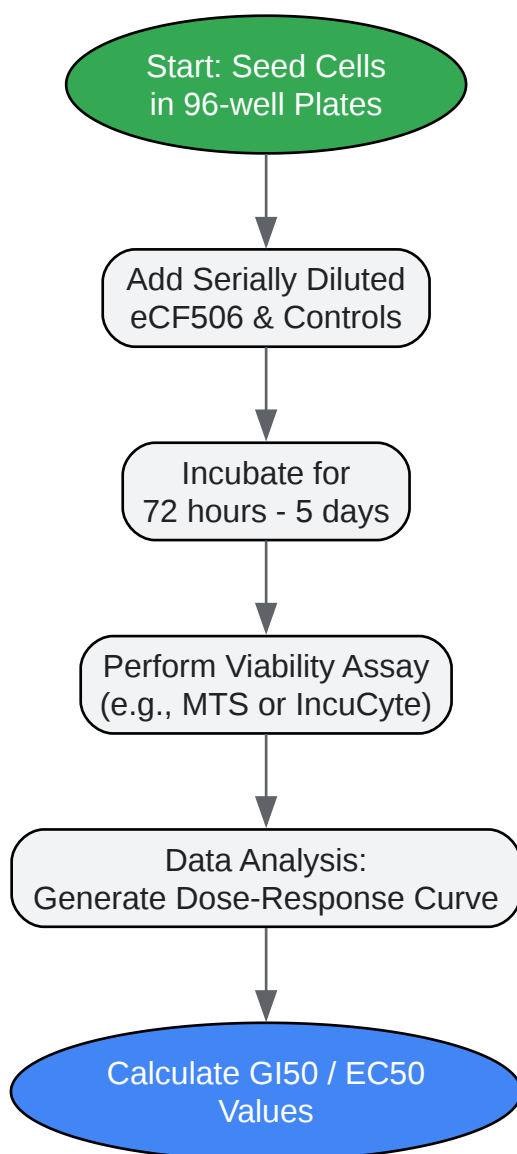 Start: Seed Cells
in 96-well Plates
Add Serially Diluted
eCF506 & Controls
Incubate for
72 hours - 5 days
Perform Viability Assay
(e.g., MTS or IncuCyte)
Data Analysis:
Generate Dose-Response Curve
Calculate GI50 / EC50
Values